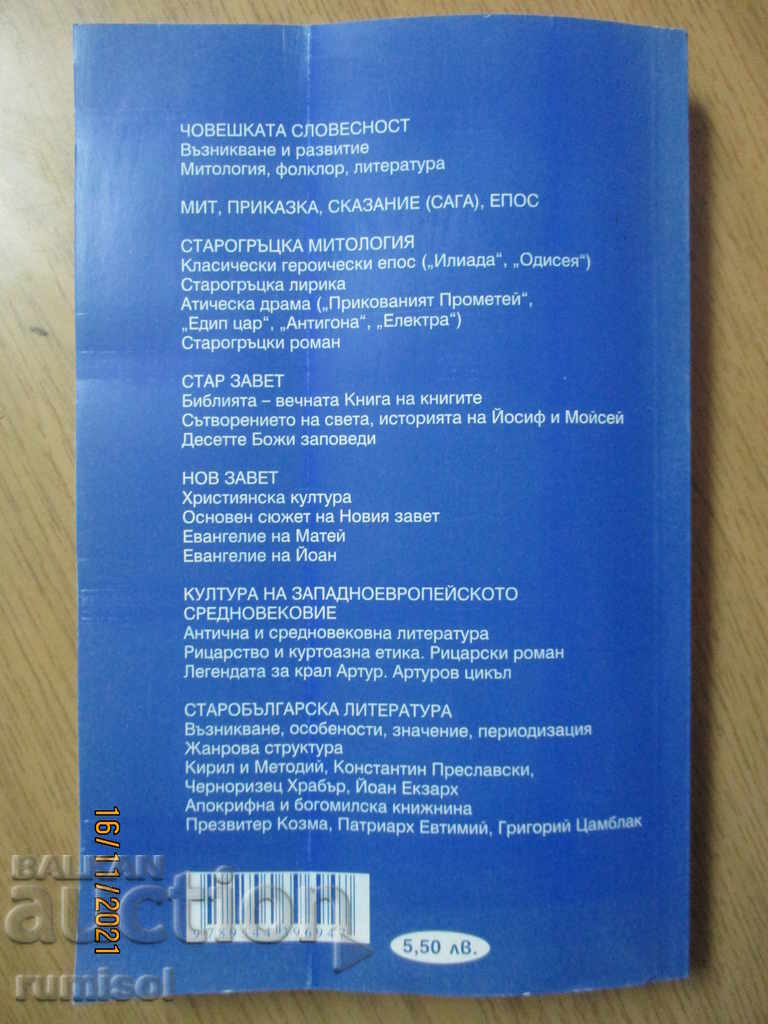 ЧОВЕШКАТА СЛОВЕСНОСТ
Възникване и развитие
Митология, фолклор, литература
МИТ, ПРИКАЗКА, СКАЗАНИЕ (САГА), ЕПОС
СТАРОГРЪЦКА МИТОЛОГИЯ
Класически героически епос („Илиада“, „Одисея“)
Старогръцка лирика
Атическа драма („Прикованият Прометей“,
„Едип цар“, „Антигона“, „Електра“)
Старогръцки роман
СТАР ЗАВЕТ
Библията – вечната Книга на книгите
Сътворението на света, историята на Йосиф и Мойсей
Десетте Божи заповеди
НОВ ЗАВЕТ
Християнска култура
Основен сюжет на Новия завет
Евангелие на Матей
Евангелие на Йоан
КУЛТУРА НА ЗАПАДНОЕВРОПЕЙСКОТО
СРЕДНОВЕКОВИЕ
Антична и средновековна литература
Рицарство и куртоазна етика. Рицарски роман
Легендата за крал Артур. Артуров цикъл
СТАРОБЪЛГАРСКА ЛИТЕРАТУРА
Възникване, особености, значение, периодизация
Жанрова структура
Кирил и Методий, Константин Преславски,
Черноризец Храбър, Йоан Екзарх
Апокрифна и богомилска книжнина
Презвитер Козма, Патриарх Евтимий, Григорий Цамблак
5,50 лв.
16/11/2021
BALKAN
auction
rumisol